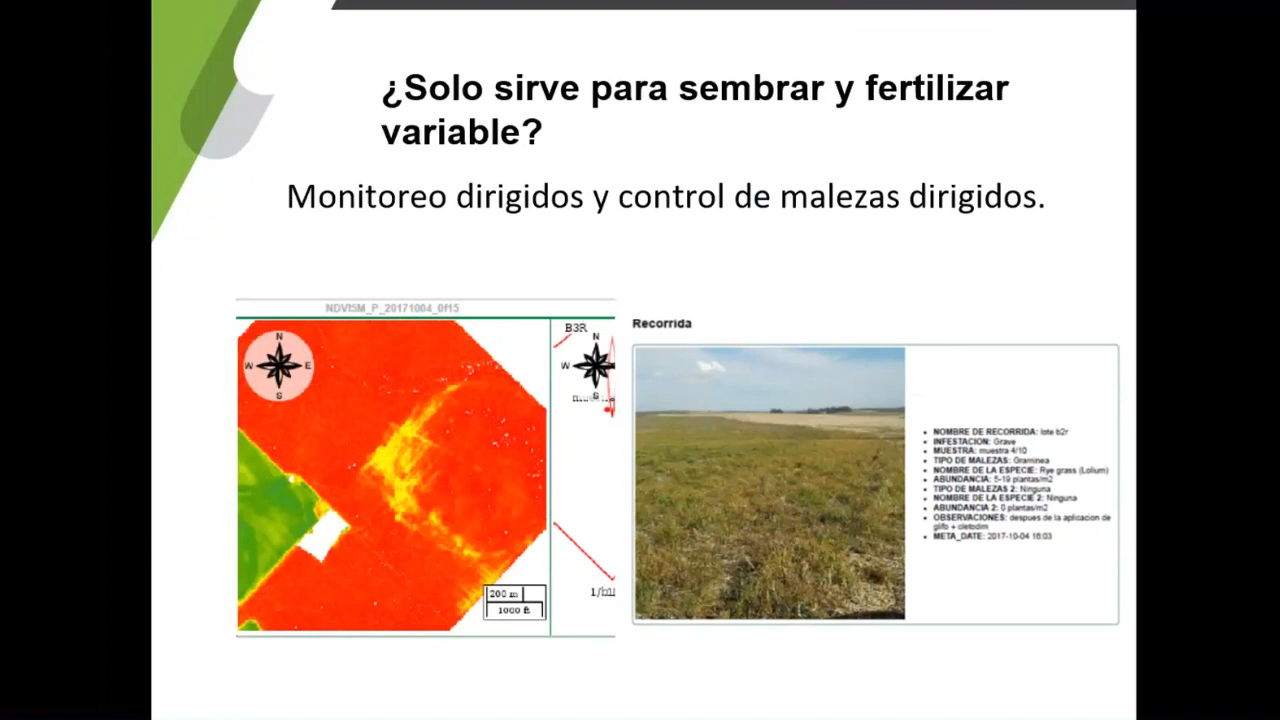 ¿Solo sirve para sembrar y fertilizar
variable?
Monitoreo dirigidos y control de malezas dirigidos.
NDVISM_P_20171004_0f15
N
W E
S
200 m
1000 ft
B3R
N
W
S
Recorrida
NOMBRE DE RECORRIDA: lote b2r
INFESTACION: Grave
MUESTRA: muestra 4/10
TIPO DE MALEZAS: Graminea
NOMBRE DE LA ESPECIE: Rye grass (Lolium)
ABUNDANCIA: 5-19 plantas/m2
TIPO DE MALEZAS 2: Ninguna
NOMBRE DE LA ESPECIE 2: Ninguna
ABUNDANCIA 2: 0 plantas/m2
OBSERVACIONES: despues de la aplicacion de
glifo + cletodim
META_DATE: 2017-10-04 16:03